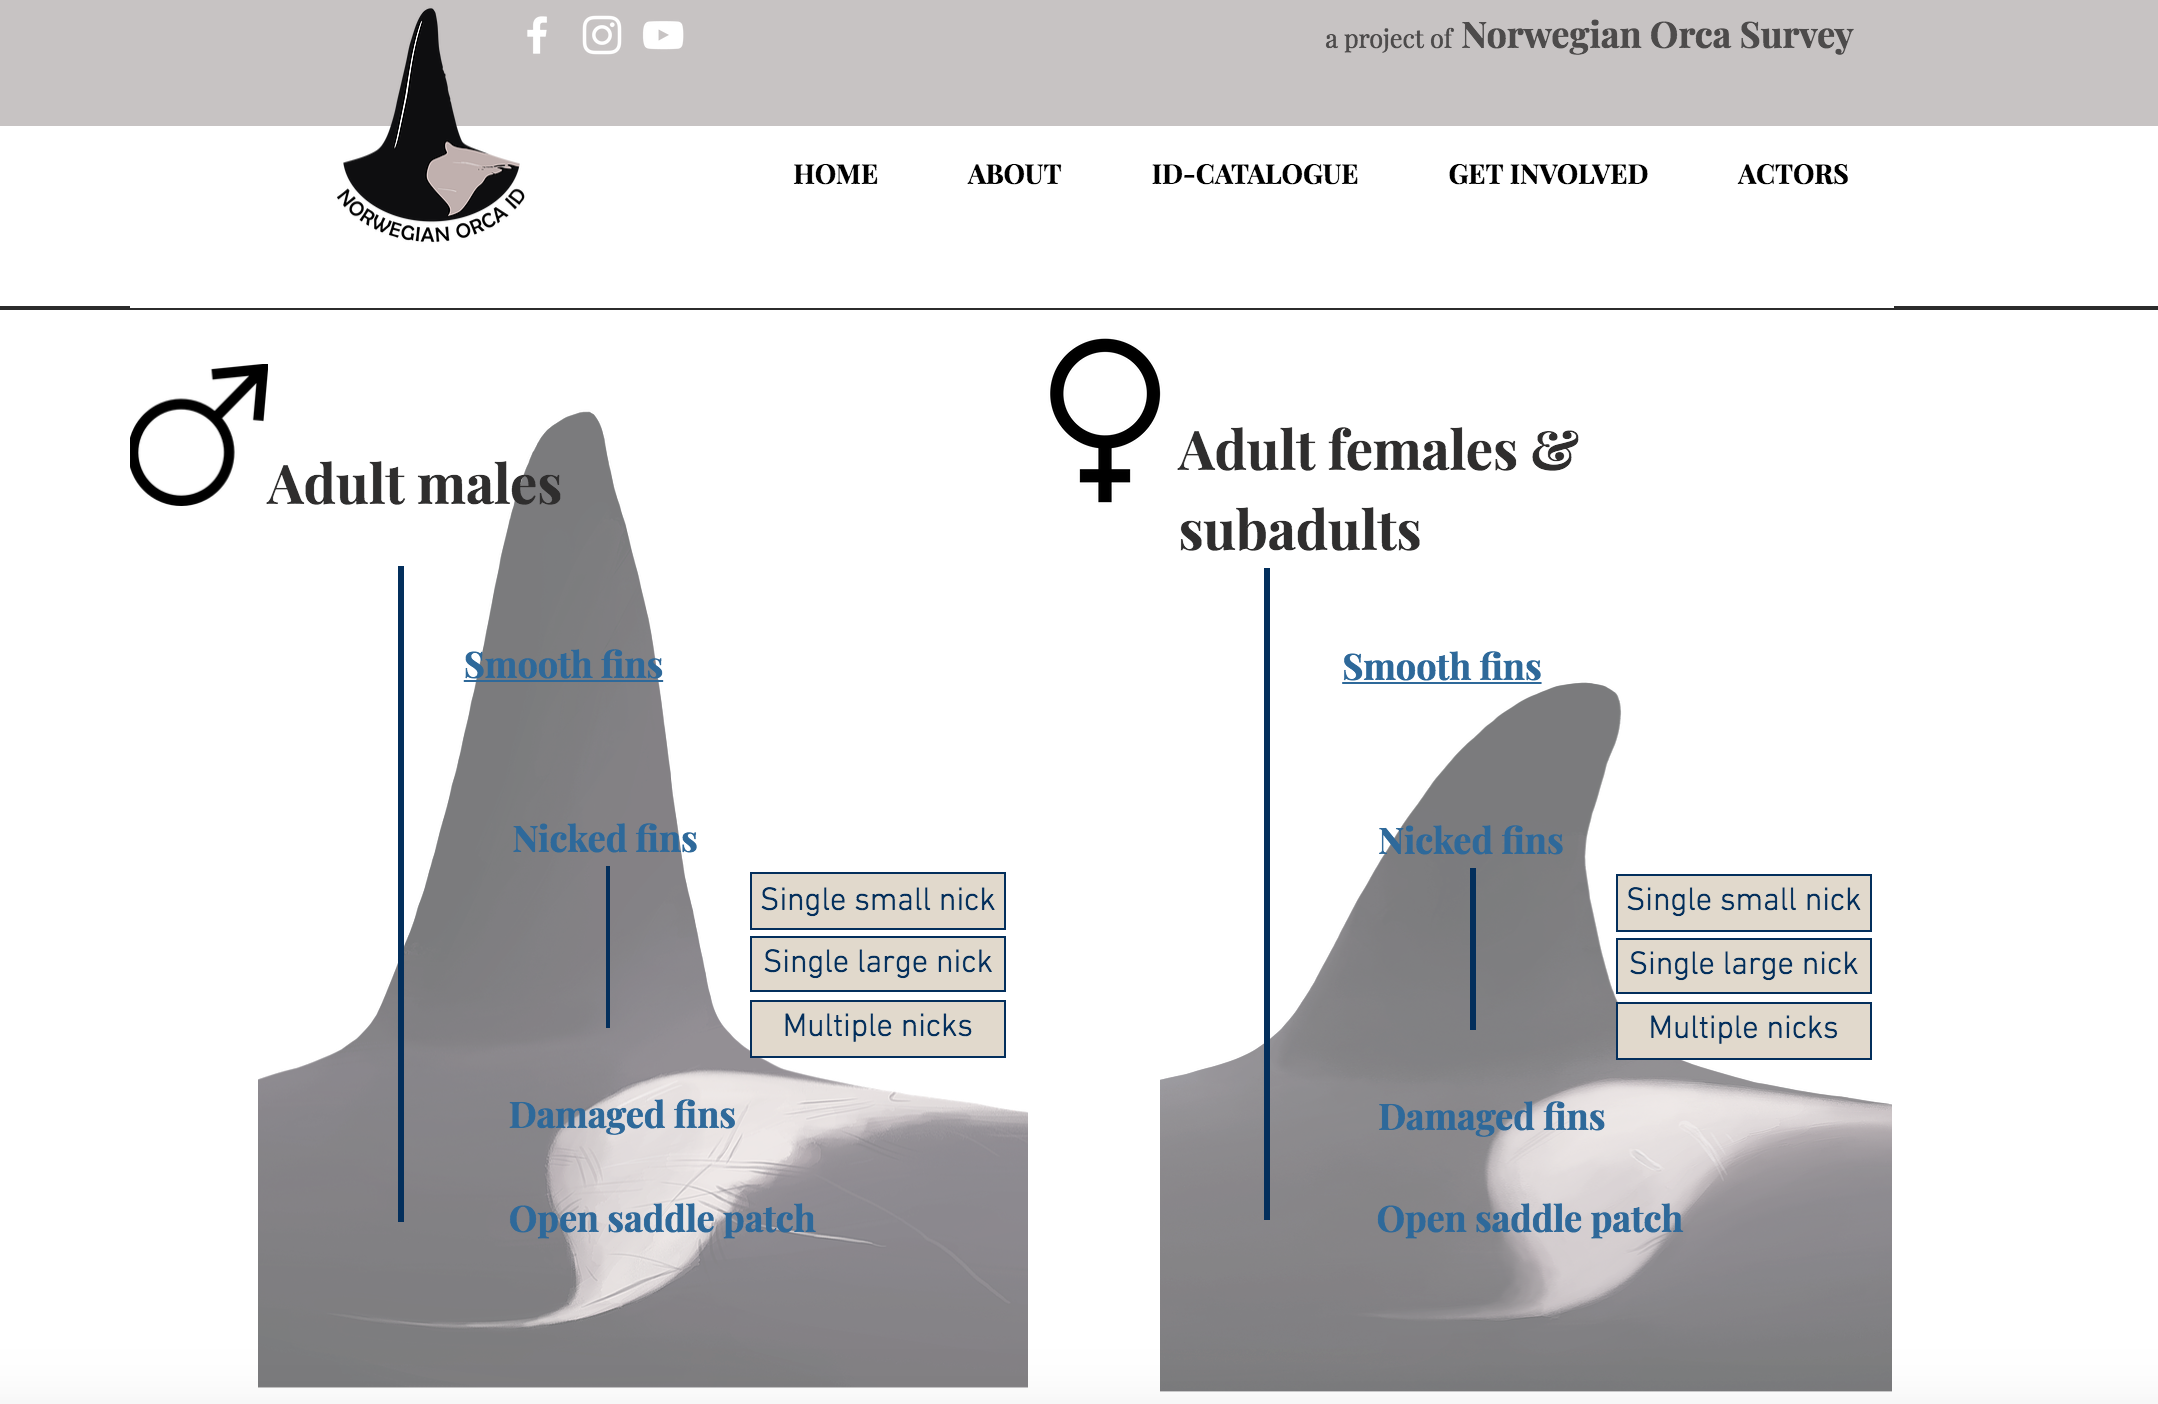 a project of Norwegian Orca Survey
NORWEGIAN ORCA ID
HOME ABOUT ID-CATALOGUE GET INVOLVED ACTORS
Adult males
Smooth fins
Nicked fins
Single small nick
Single large nick
Multiple nicks
Damaged fins
Open saddle patch
Adult females &
subadults
Smooth fins
Nicked fins
Single small nick
Single large nick
Multiple nicks
Damaged fins
Open saddle patch